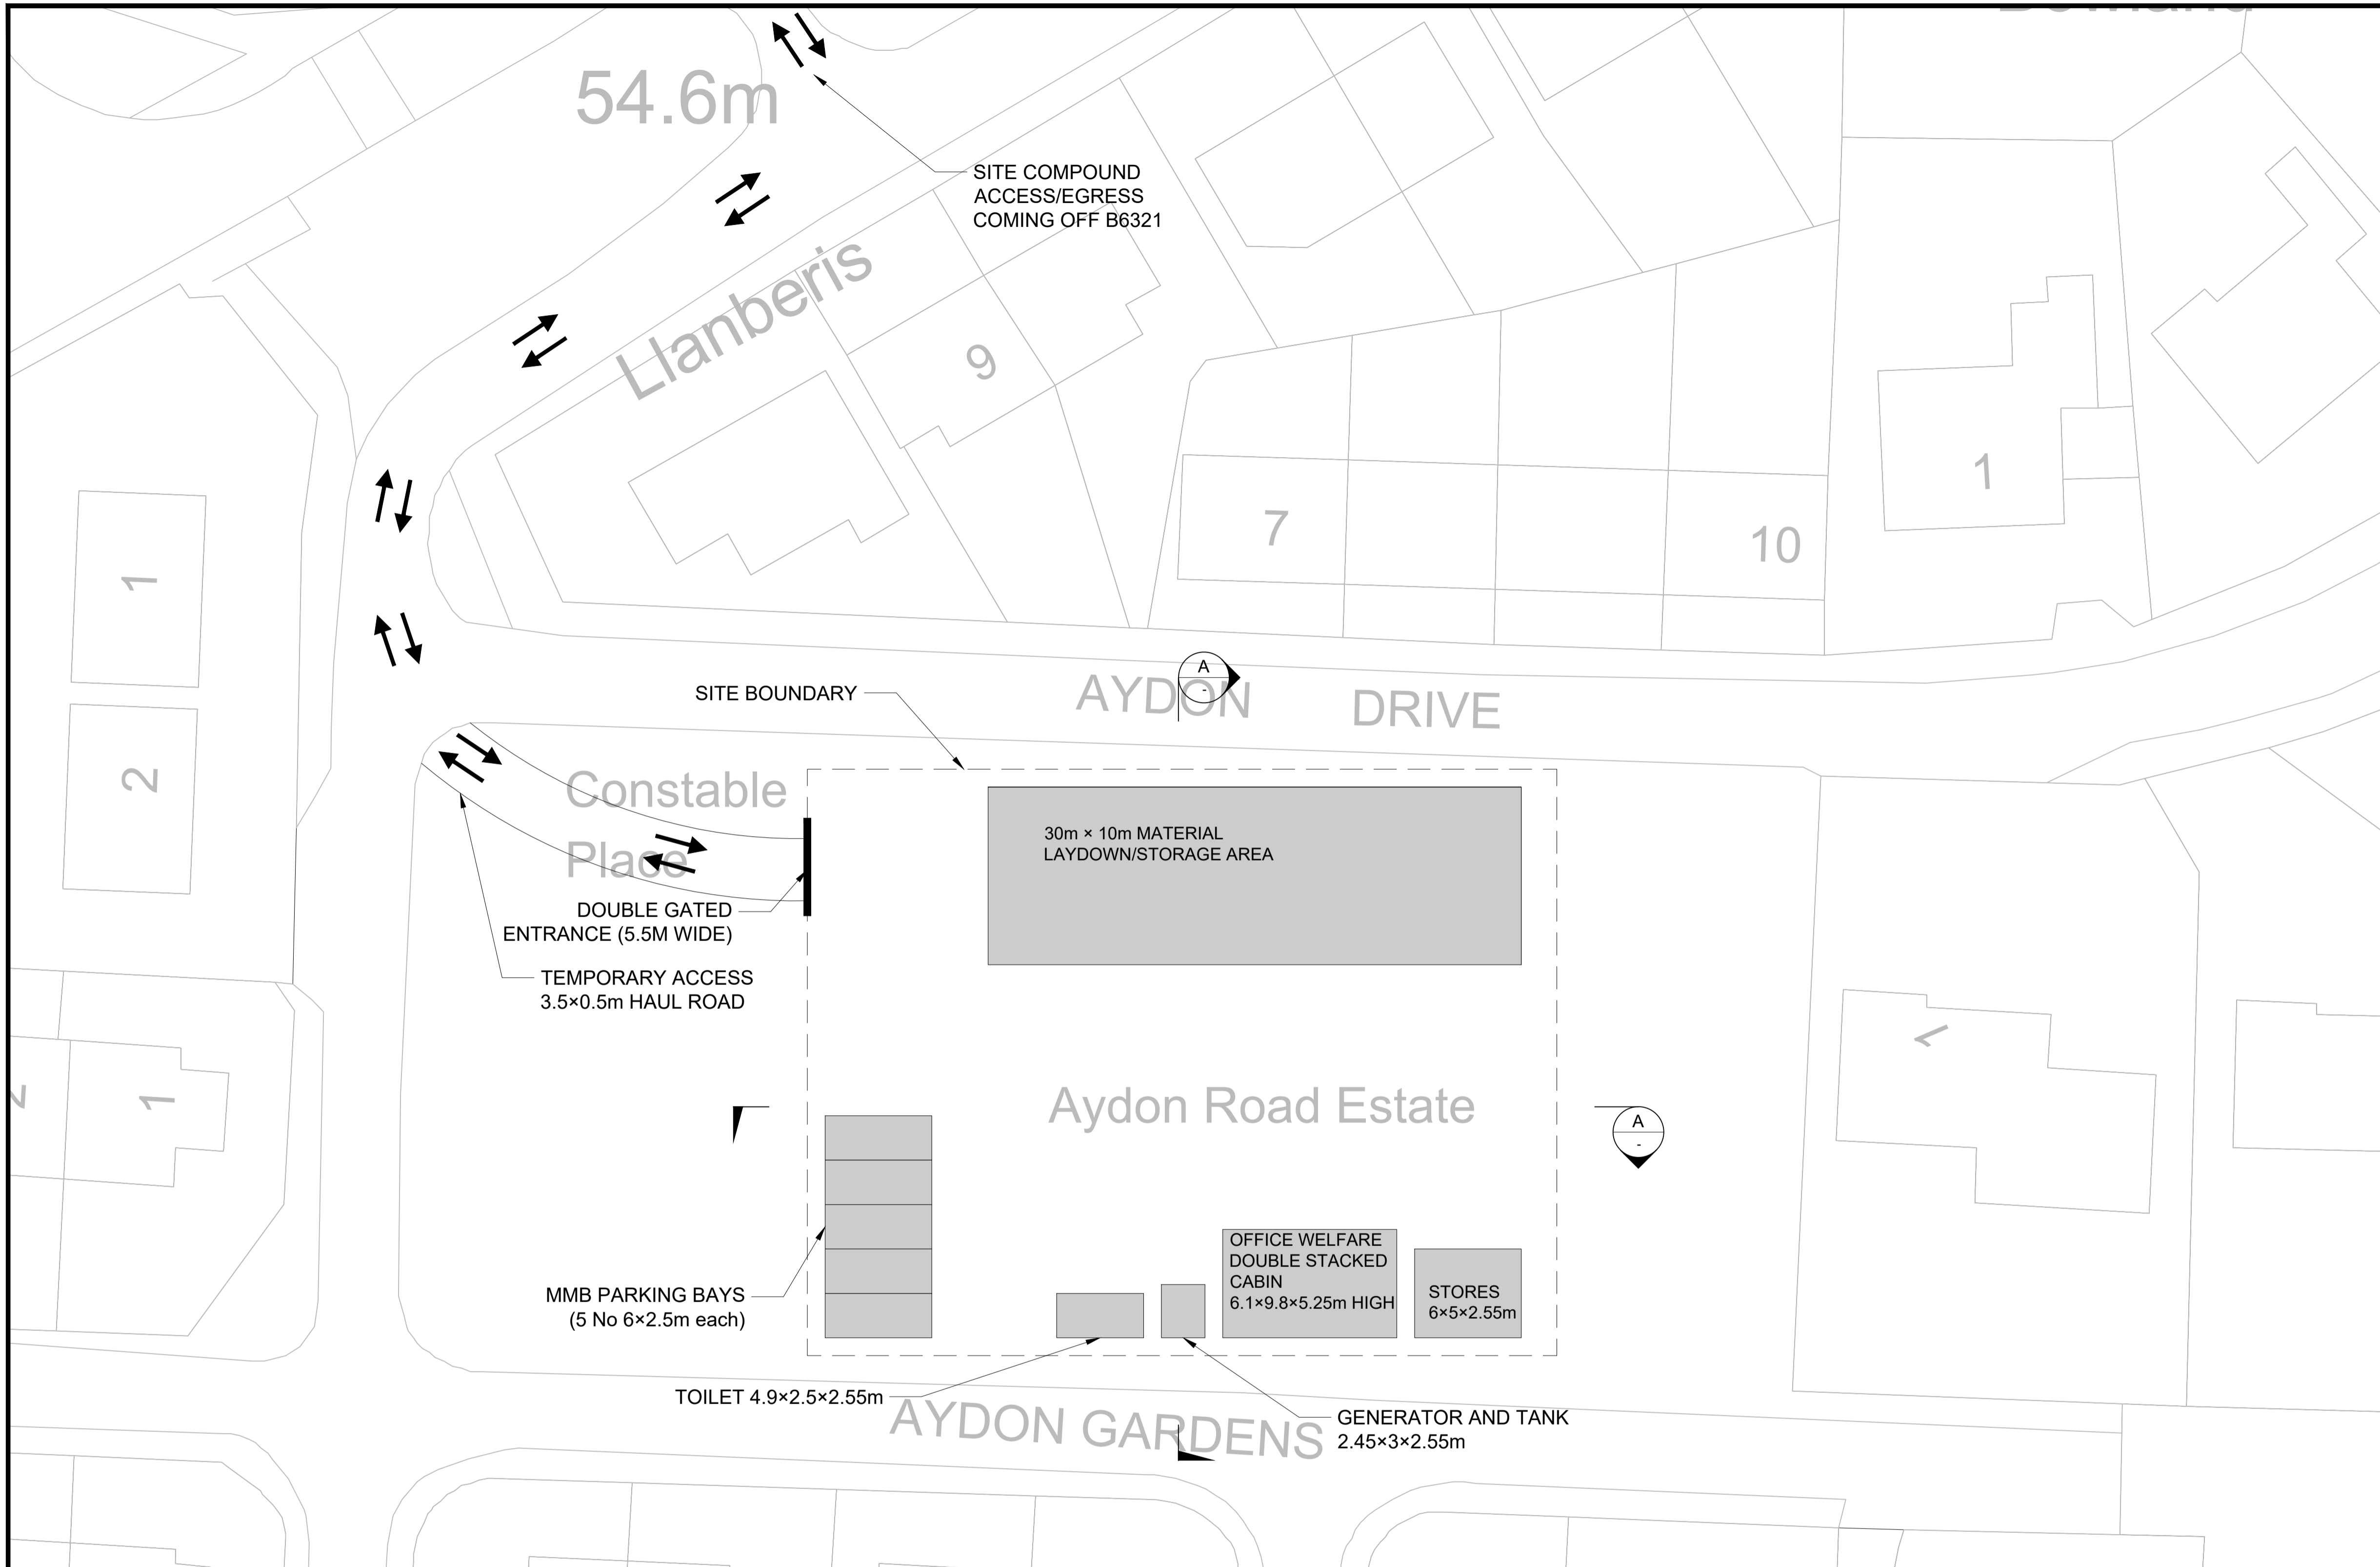 54.6m
SITE COMPOUND
ACCESS/EGRESS
COMING OFF B6321
Llanberis
9
7
10
1
1
2
SITE BOUNDARY
A
-
AYDON DRIVE
Constable
Place
30m × 10m MATERIAL
LAYDOWN/STORAGE AREA
DOUBLE GATED
ENTRANCE (5.5M WIDE)
TEMPORARY ACCESS
3.5×0.5m HAUL ROAD
1
2
1
Aydon Road Estate
A
-
MMB PARKING BAYS
(5 No 6×2.5m each)
OFFICE WELFARE
DOUBLE STACKED
CABIN
6.1×9.8×5.25m HIGH
STORES
6×5×2.55m
TOILET 4.9×2.5×2.55m
AYDON GARDENS
GENERATOR AND TANK
2.45×3×2.55m